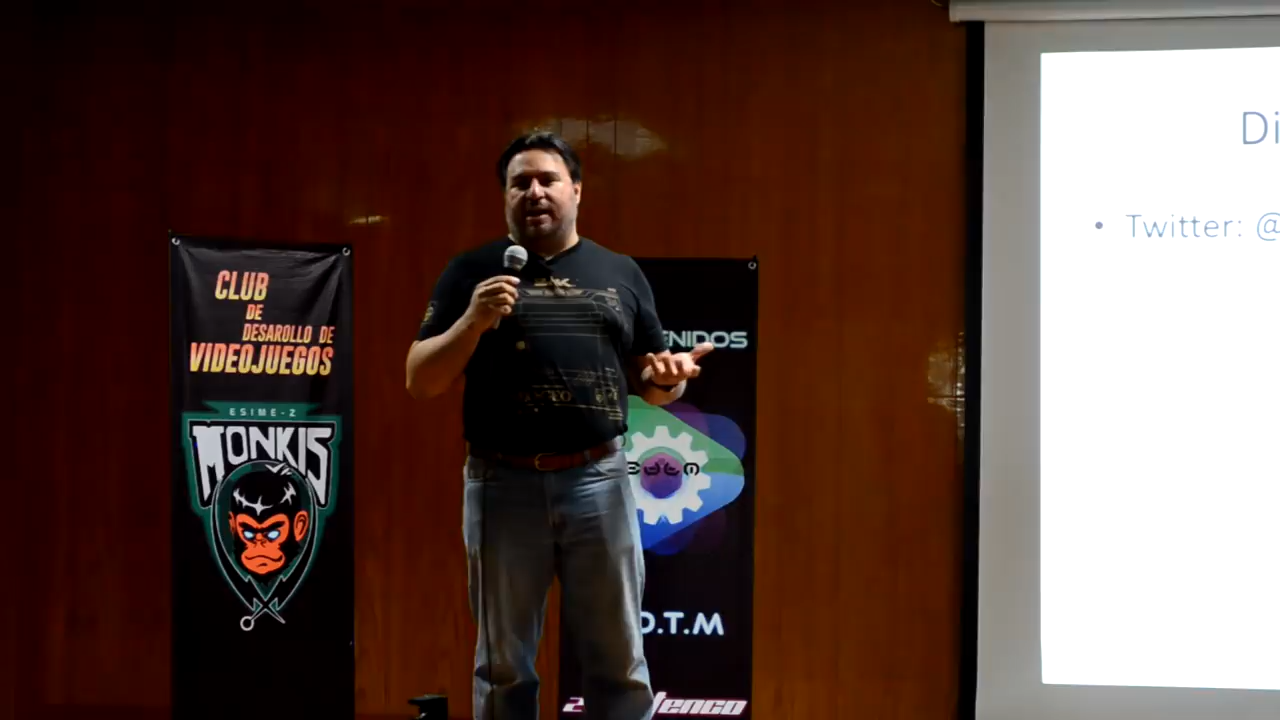 CLUB
DE
DESAROLLO DE
VIDEOJUEGOS
ESIME-Z
MONKIS
ENIDOS
D.T.M
Di
• Twitter: @